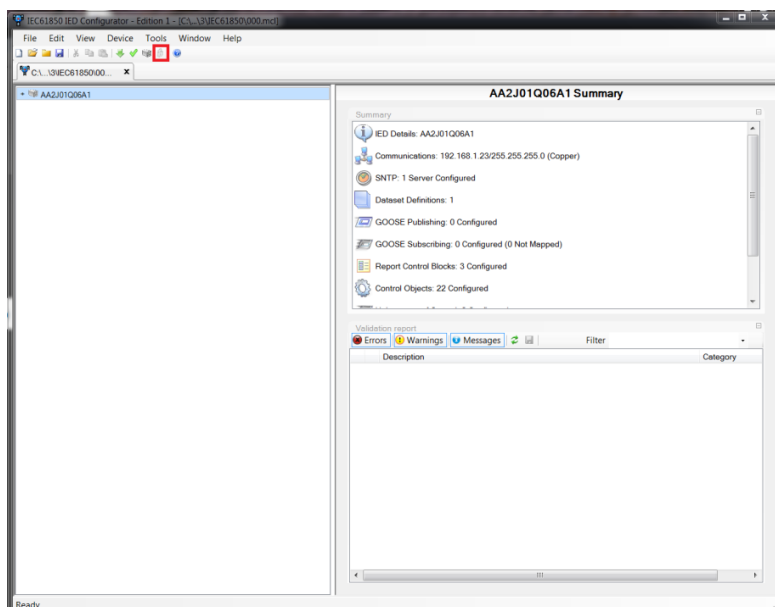 IEC61850 IED Configurator - Edition 1 - [C:\...\3\IEC61850\000.mcl]
File Edit View Device Tools Window Help
C:\...\3\IEC61850\00... x
AA2J01Q06A1
AA2J01Q06A1 Summary
Summary
IED Details: AA2J01Q06A1
Communications: 192.168.1.23/255.255.255.0 (Copper)
SNTP: 1 Server Configured
Dataset Definitions: 1
GOOSE Publishing: 0 Configured
GOOSE Subscribing: 0 Configured (0 Not Mapped)
Report Control Blocks: 3 Configured
Control Objects: 22 Configured
Validation report
Errors Warnings Messages Filter
Description Category
Ready